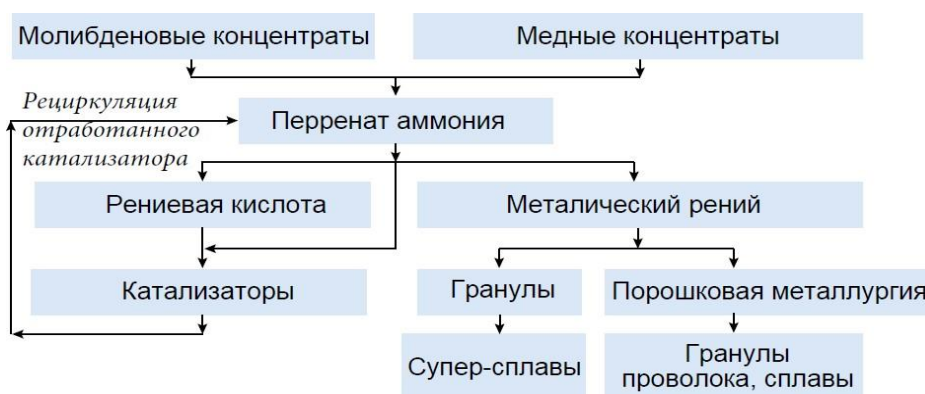 Молибденовые концентраты
Медные концентраты
Рециркуляция
отработанного
катализатора
Перренат аммония
Рениевая кислота
Металический рений
Катализаторы
Гранулы
Порошковая металлургия
Супер-сплавы
Гранулы
проволока, сплавы